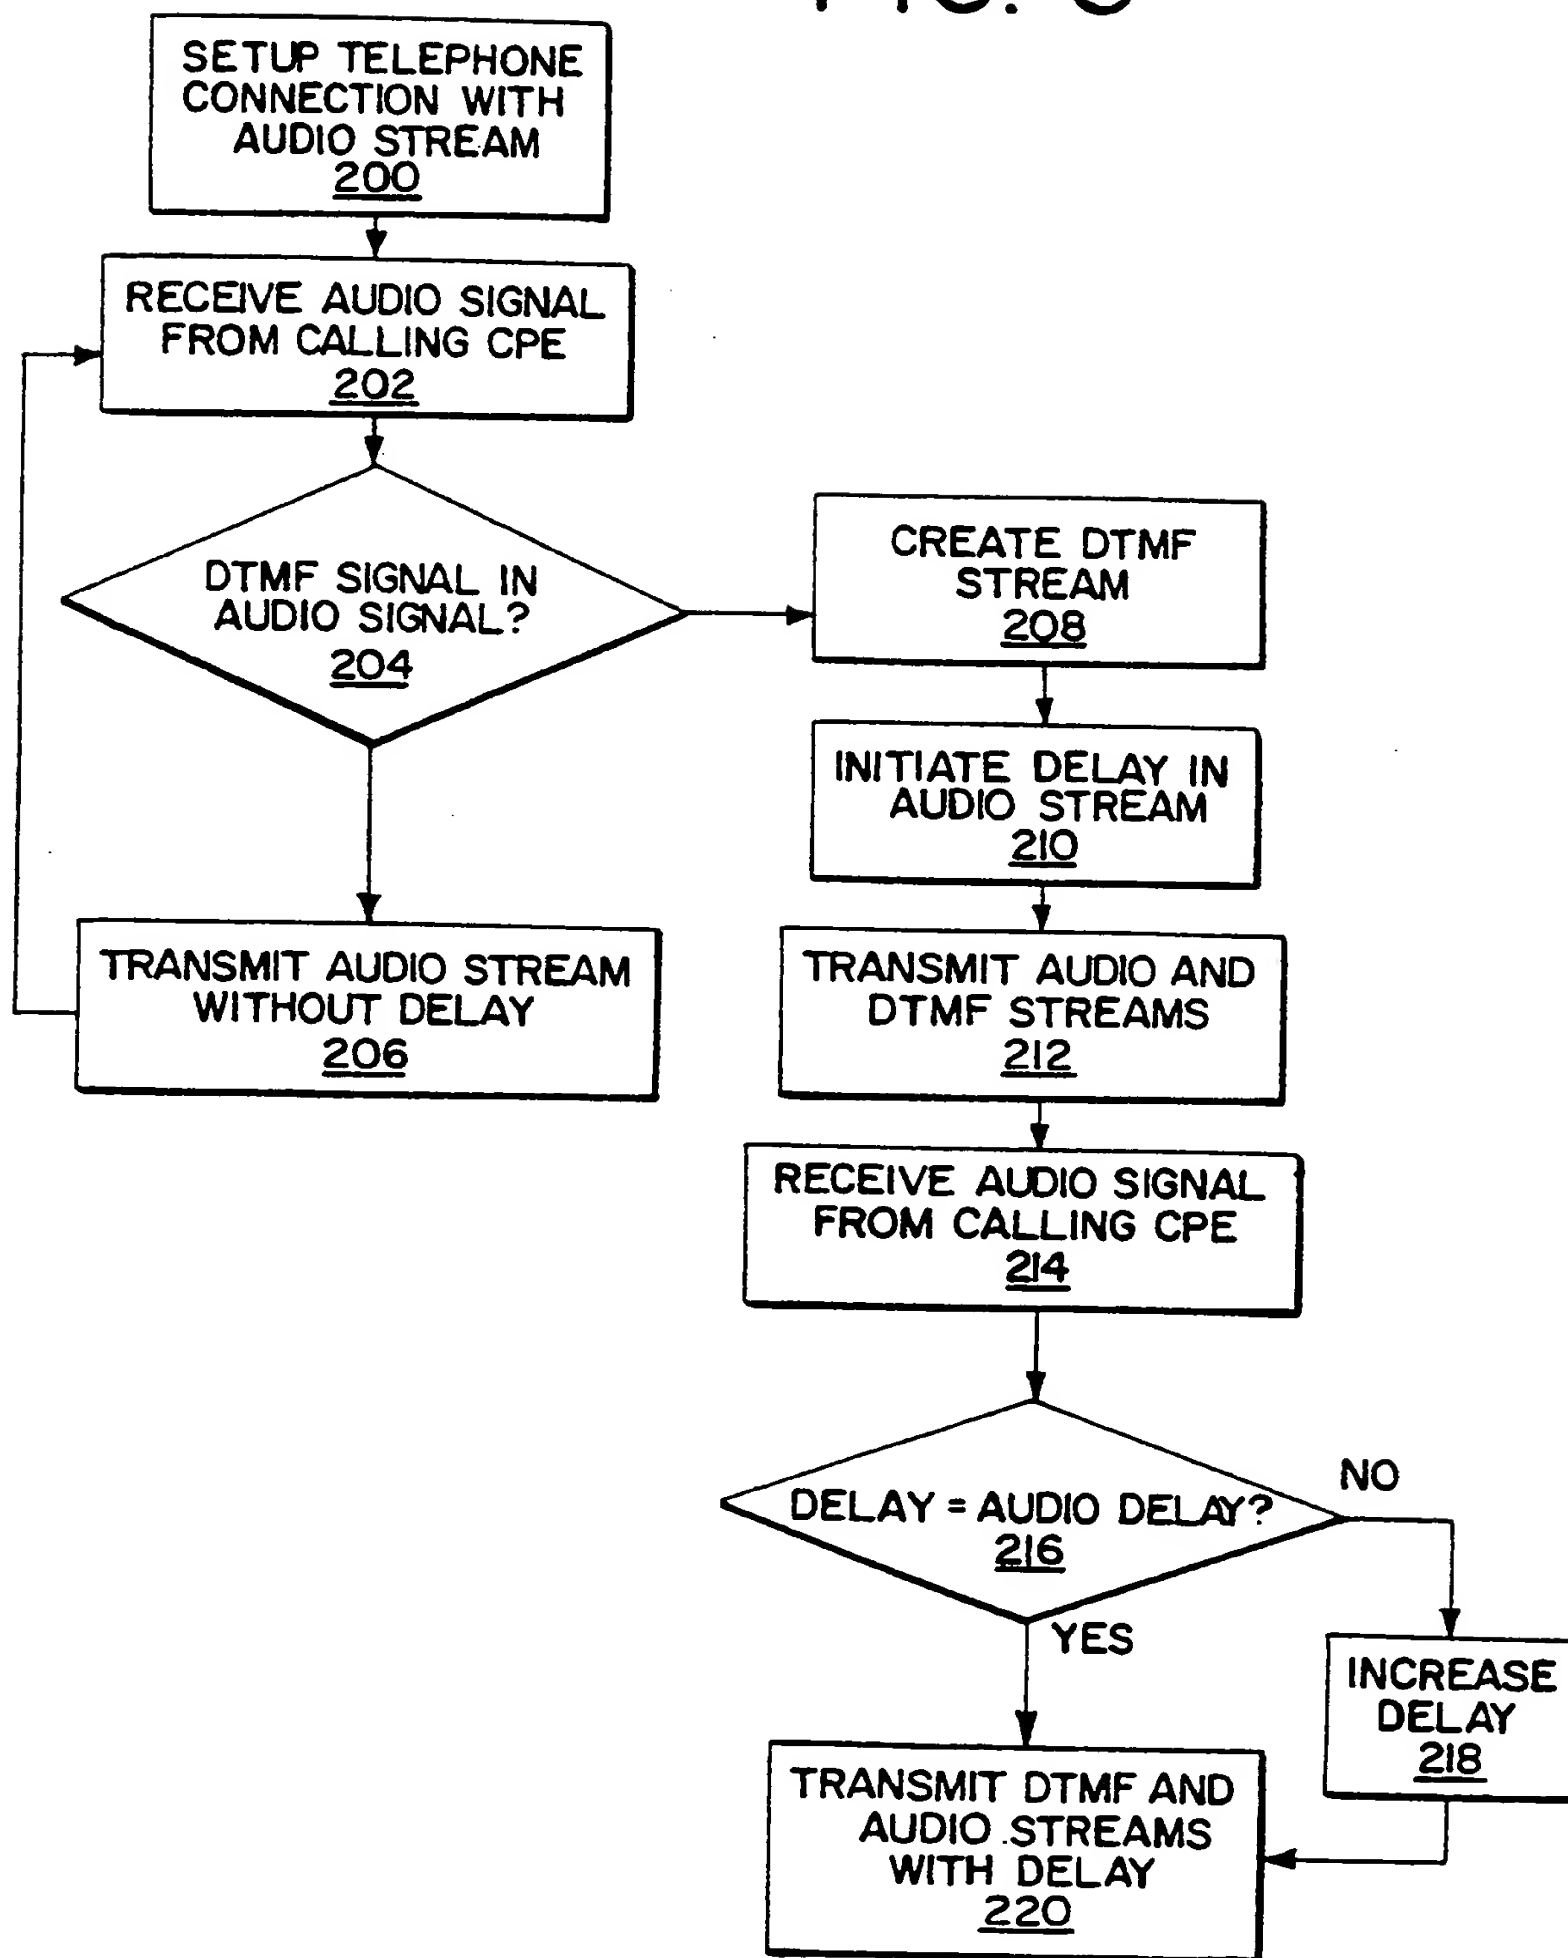 SETUP TELEPHONE
CONNECTION WITH
AUDIO STREAM
200
RECEIVE AUDIO SIGNAL
FROM CALLING CPE
202
DTMF SIGNAL IN
AUDIO SIGNAL?
204
TRANSMIT AUDIO STREAM
WITHOUT DELAY
206
CREATE DTMF
STREAM
208
INITIATE DELAY IN
AUDIO STREAM
210
TRANSMIT AUDIO AND
DTMF STREAMS
212
RECEIVE AUDIO SIGNAL
FROM CALLING CPE
214
DELAY = AUDIO DELAY?
216
NO
YES
INCREASE
DELAY
218
TRANSMIT DTMF AND
AUDIO STREAMS
WITH DELAY
220